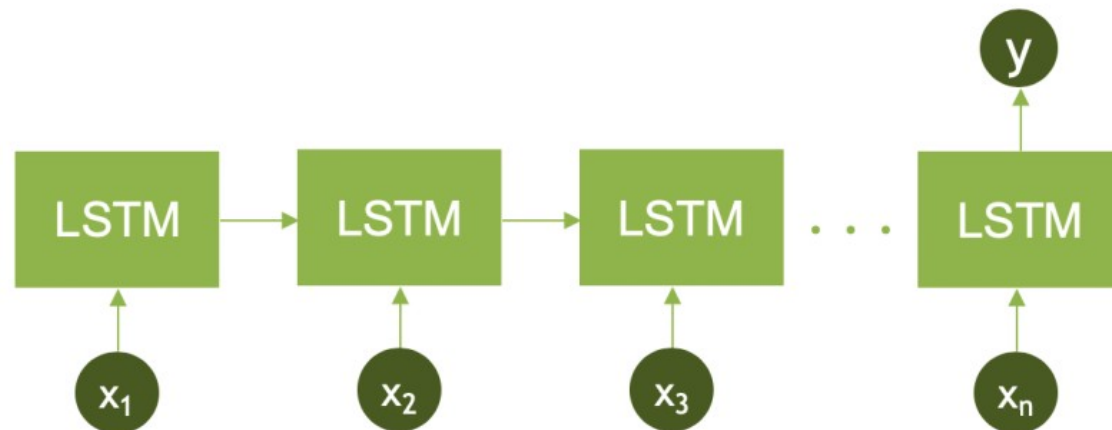 y
LSTM LSTM LSTM . . . LSTM
x₁ x₂ x₃ xₙ